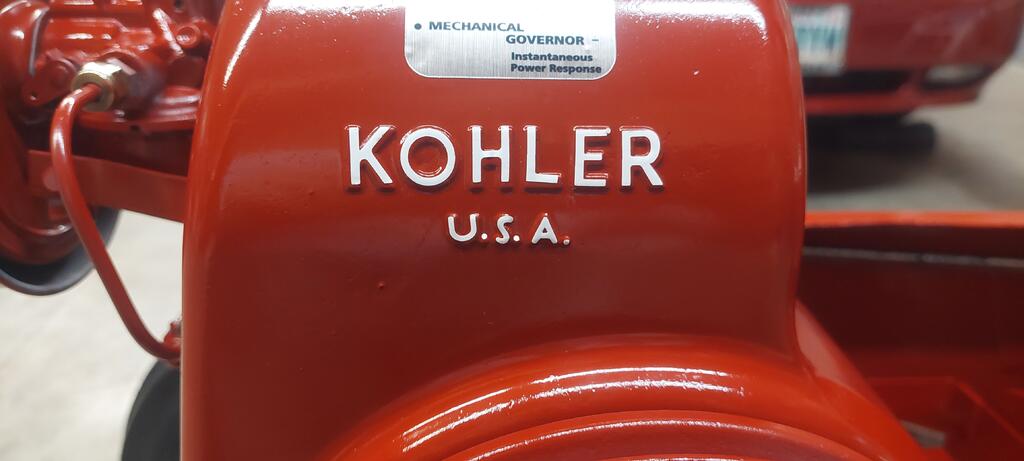 • MECHANICAL
GOVERNOR –
Instantaneous
Power Response
KOHLER
U.S.A.